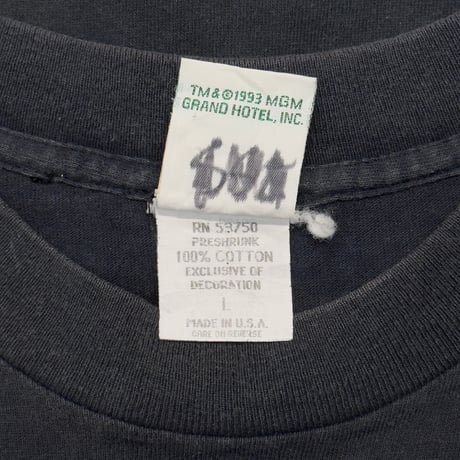 TM&©1993 MGM
GRAND HOTEL, INC.
RN 53750
PRESHRUNK
100% COTTON
EXCLUSIVE OF
DECORATION
L
MADE IN U.S.A.
CARE ON REVERSE